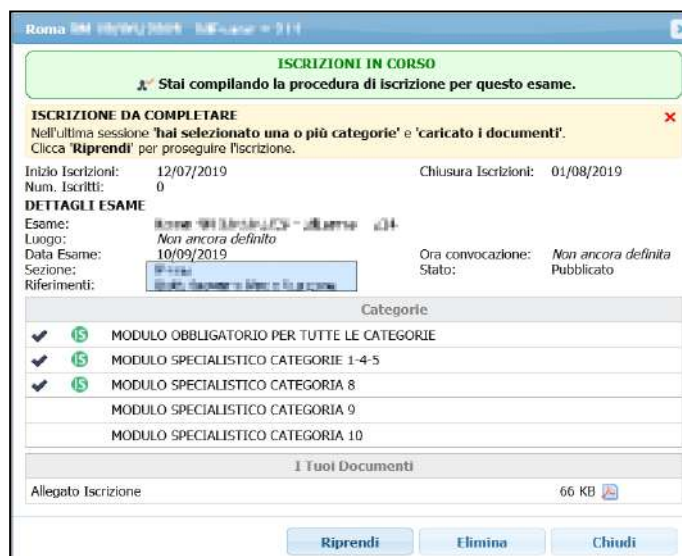 Roma
ISCRIZIONI IN CORSO
Stai compilando la procedura di iscrizione per questo esame.
ISCRIZIONE DA COMPLETARE
Nell'ultima sessione 'hai selezionato una o più categorie' e 'caricato i documenti'.
Clicca 'Riprendi' per proseguire l'iscrizione.
Inizio Iscrizioni: 12/07/2019 Chiusura Iscrizioni: 01/08/2019
Num. Iscritti: 0
DETTAGLI ESAME
Esame:
Luogo: Non ancora definito
Data Esame: 10/09/2019 Ora convocazione: Non ancora definita
Sezione: Stato: Pubblicato
Riferimenti:
Categorie
IS MODULO OBBLIGATORIO PER TUTTE LE CATEGORIE
IS MODULO SPECIALISTICO CATEGORIE 1-4-5
IS MODULO SPECIALISTICO CATEGORIA 8
MODULO SPECIALISTICO CATEGORIA 9
MODULO SPECIALISTICO CATEGORIA 10
I Tuoi Documenti
Allegato Iscrizione 66 KB
Riprendi Elimina Chiudi